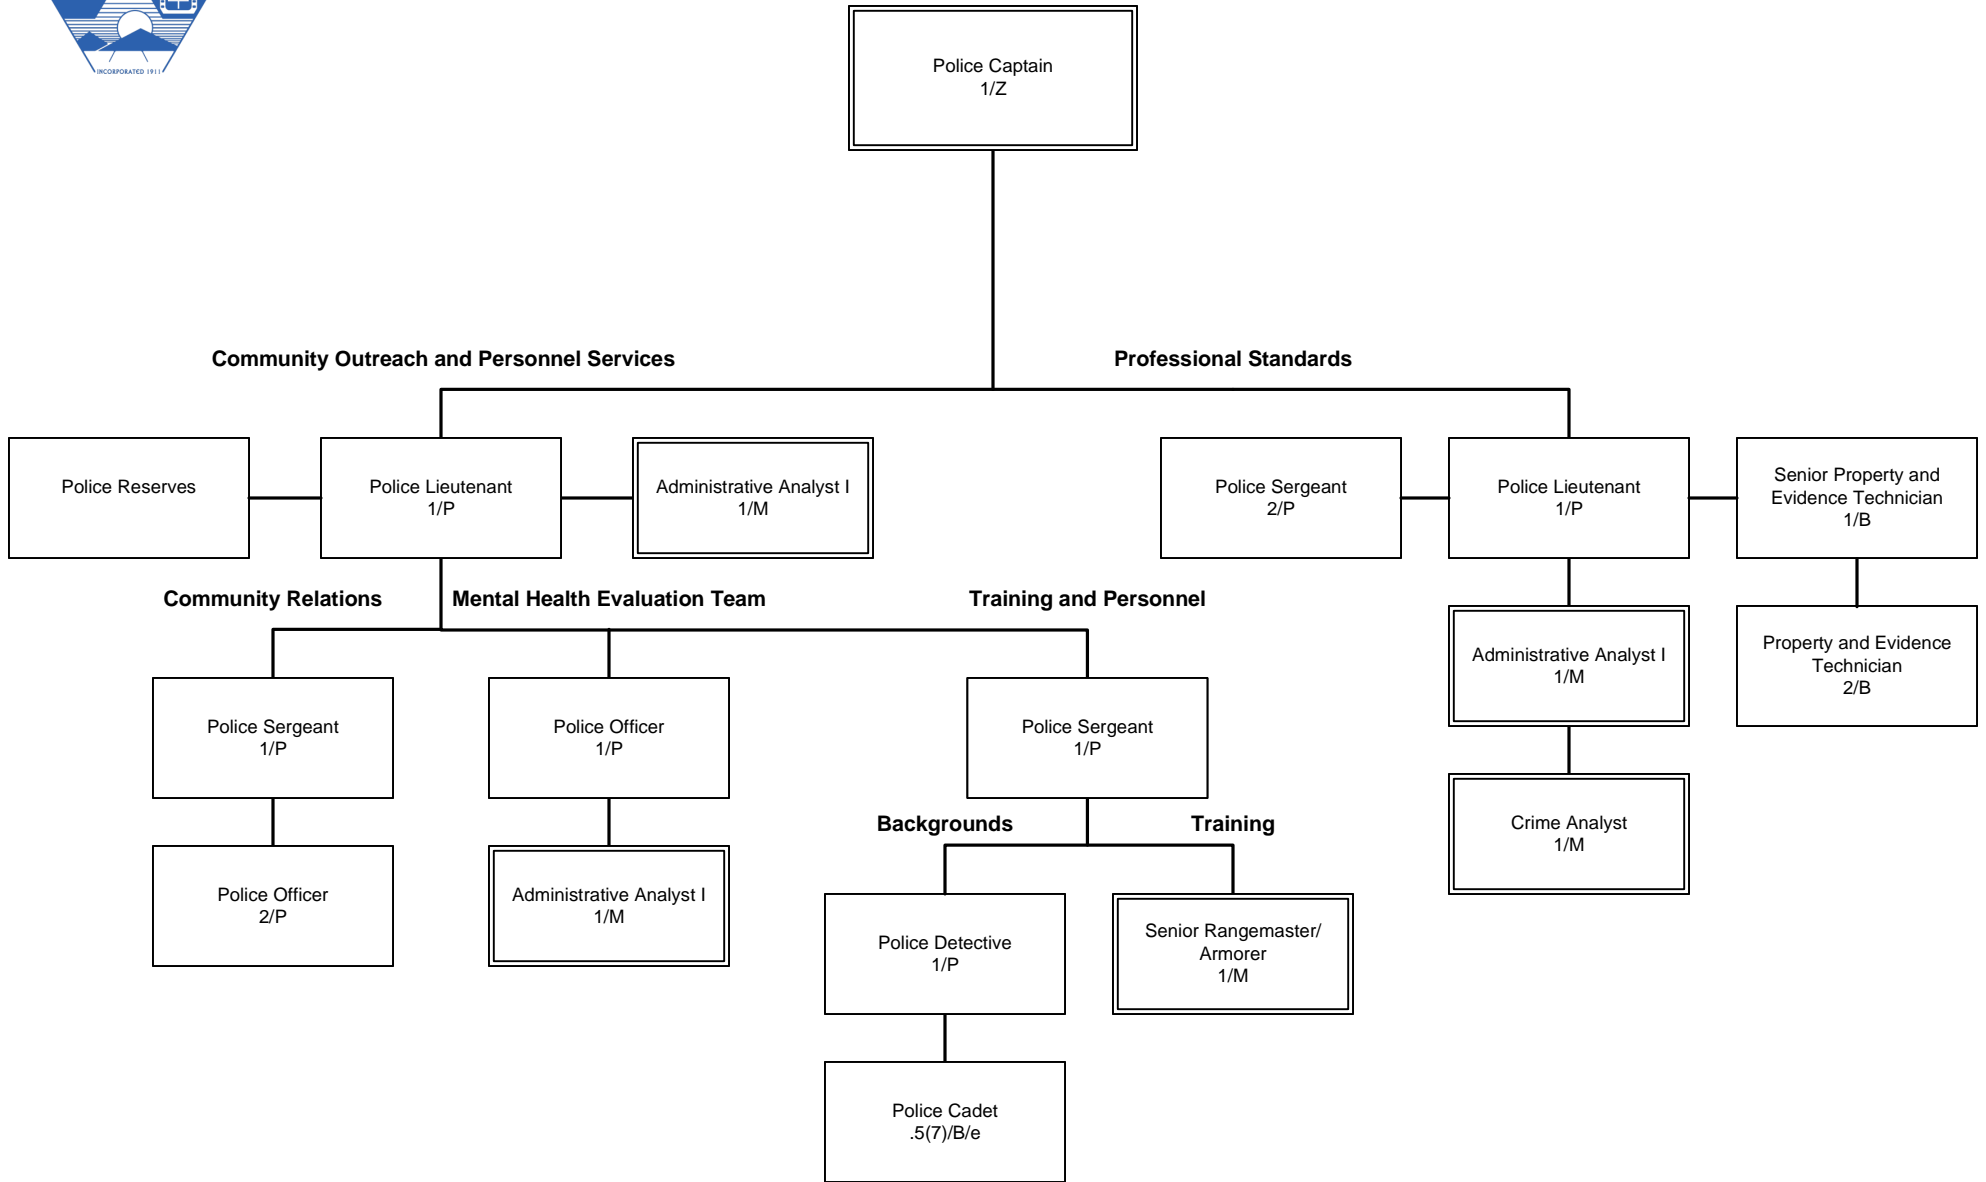 INCORPORATED 1911
Police Captain
1/Z
Community Outreach and Personnel Services
Professional Standards
Police Reserves
Police Lieutenant
1/P
Administrative Analyst I
1/M
Police Sergeant
2/P
Police Lieutenant
1/P
Senior Property and
Evidence Technician
1/B
Community Relations
Mental Health Evaluation Team
Training and Personnel
Police Sergeant
1/P
Police Officer
1/P
Police Sergeant
1/P
Administrative Analyst I
1/M
Property and Evidence
Technician
2/B
Backgrounds
Training
Police Officer
2/P
Administrative Analyst I
1/M
Police Detective
1/P
Senior Rangemaster/
Armorer
1/M
Crime Analyst
1/M
Police Cadet
.5(7)/B/e